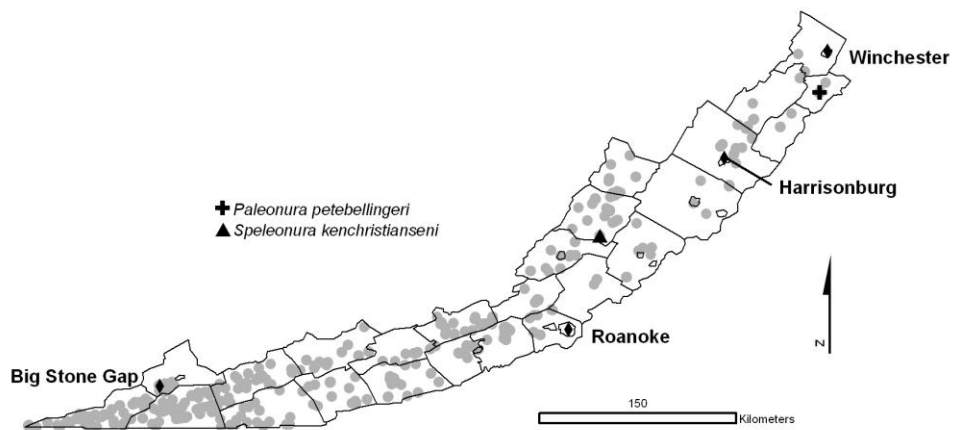 Winchester
Harrisonburg
Paleonura petebellingeri
Speleonura kenchristianseni
Roanoke
Big Stone Gap
N
150
Kilometers